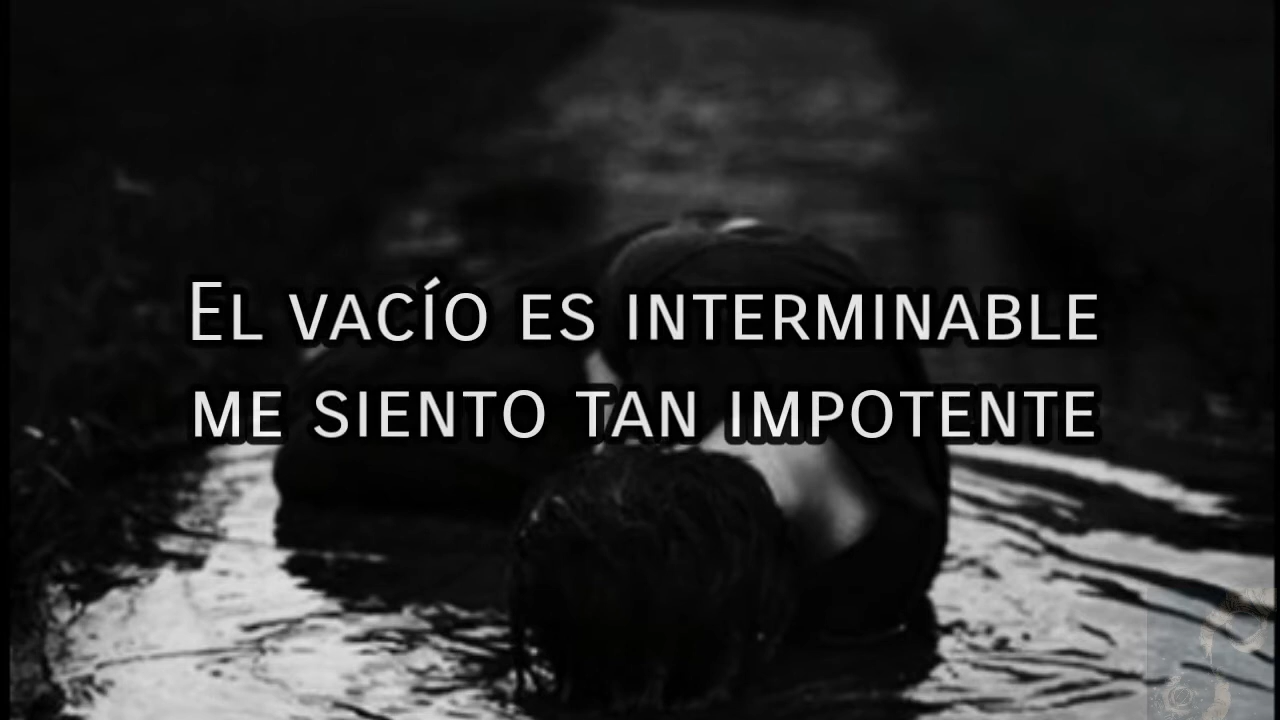 El vacío es interminable
me siento tan impotente